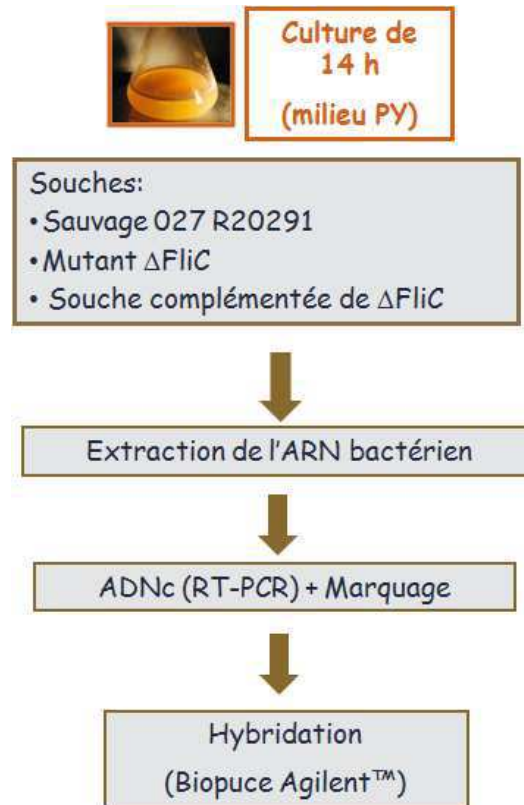 Culture de
14 h
(milieu PY)
Souches:
• Sauvage 027 R20291
• Mutant ΔFliC
• Souche complémentée de ΔFliC
Extraction de l'ARN bactérien
ADNc (RT-PCR) + Marquage
Hybridation
(Biopuce Agilent™)